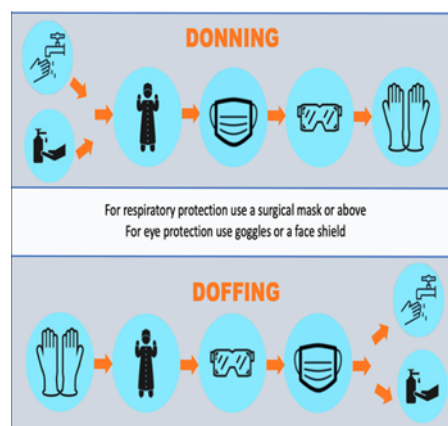 DONNING
For respiratory protection use a surgical mask or above
For eye protection use goggles or a face shield
DOFFING